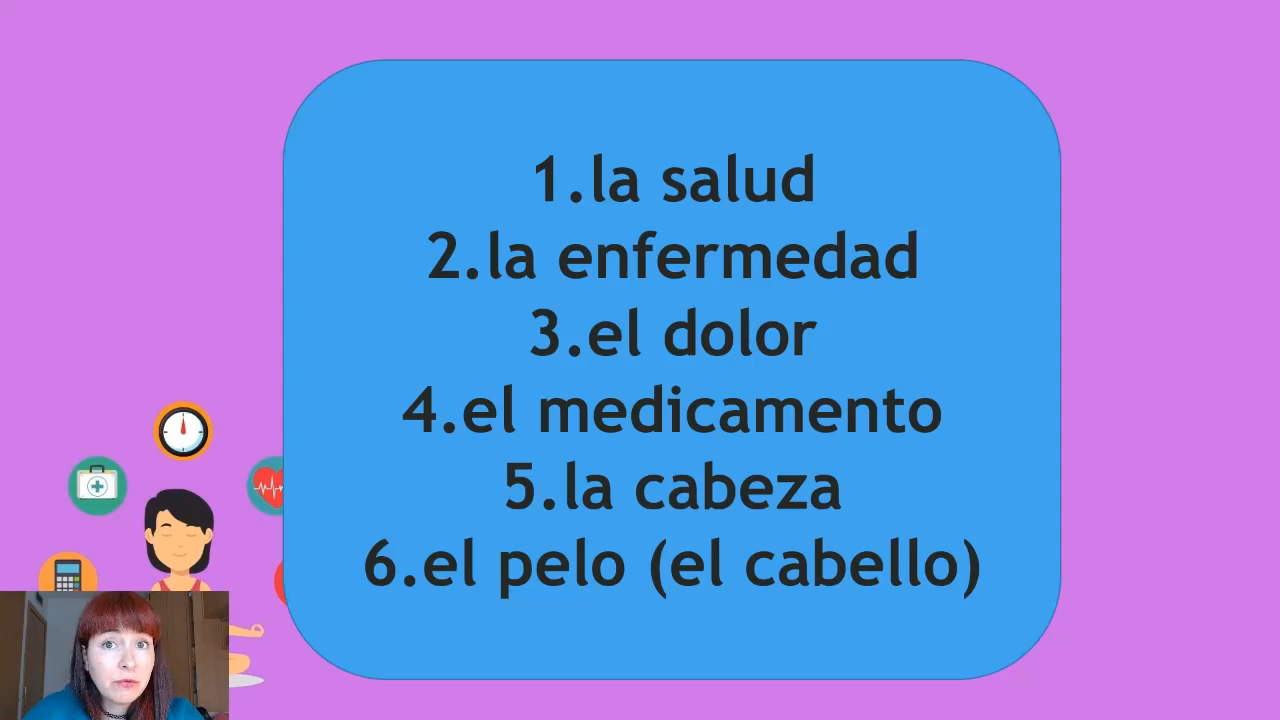 1.la salud
2.la enfermedad
3.el dolor
4.el medicamento
5.la cabeza
6.el pelo (el cabello)